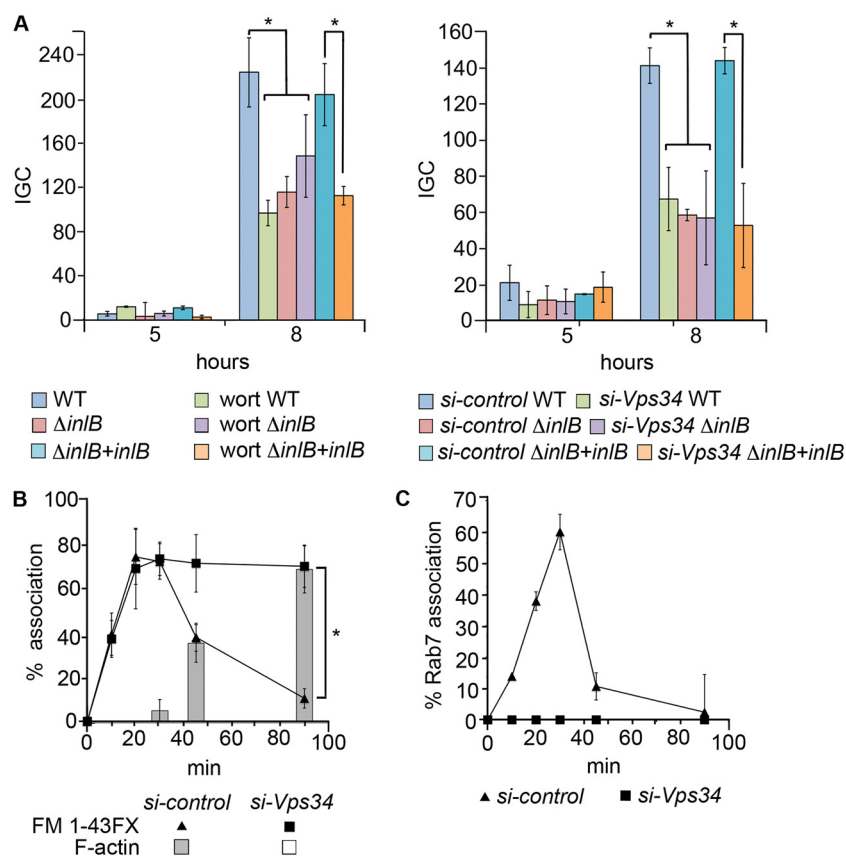 A
IGC
240
200
160
120
80
40
0
*
*
5
8
hours
IGC
160
140
120
100
80
60
40
20
0
*
*
5
8
hours
WT
wort WT
ΔinlB
wort ΔinlB
ΔinlB+inlB
wort ΔinlB+inlB
si-control WT
si-Vps34 WT
si-control ΔinlB
si-Vps34 ΔinlB
si-control ΔinlB+inlB
si-Vps34 ΔinlB+inlB
B
% association
100
80
60
40
20
0
*
0 20 40 60 80 100
min
si-control si-Vps34
FM 1-43FX
F-actin
C
% Rab7 association
70
60
50
40
30
20
10
0
0 20 40 60 80 100
min
si-control
si-Vps34